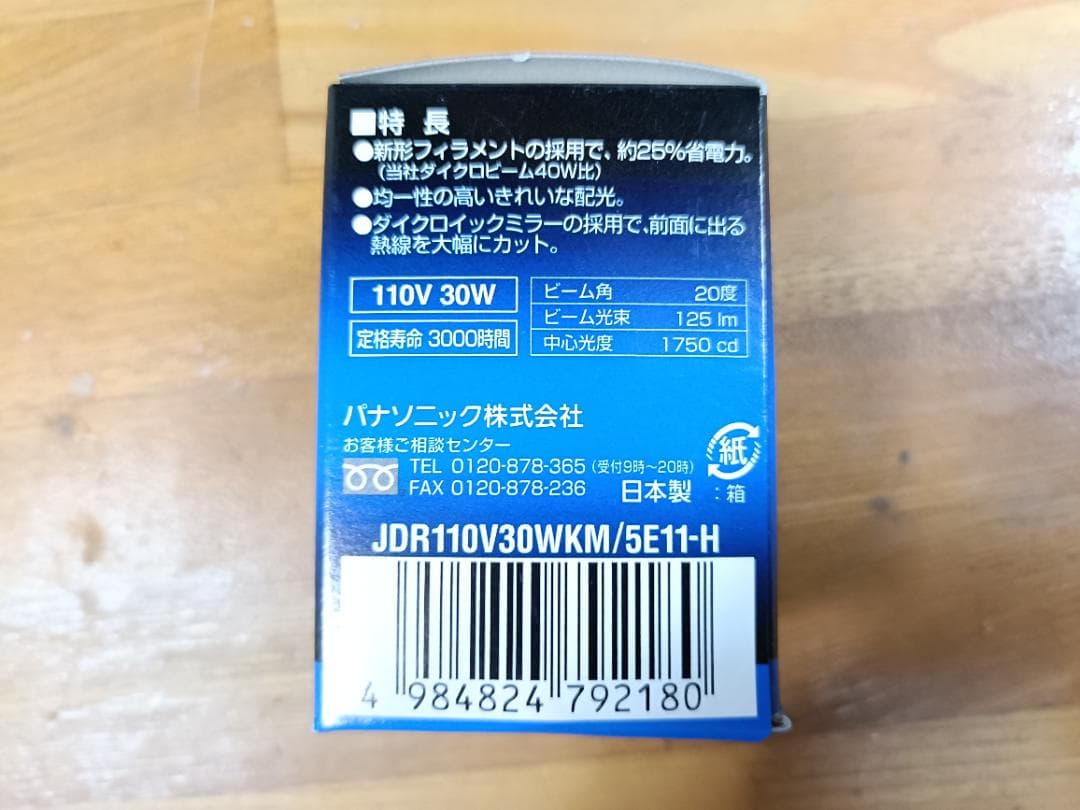 ■特長
●新形フィラメントの採用で、約25%省電力。
(当社ダイクロビーム40W比)
●均一性の高いきれいな配光。
●ダイクロイックミラーの採用で、前面に出る
熱線を大幅にカット。
110V 30W
定格寿命 3000時間
ビーム角 20度
ビーム光束 125 lm
中心光度 1750 cd
パナソニック株式会社
お客様ご相談センター
TEL 0120-878-365 (受付9時~20時)
FAX 0120-878-236
日本製
紙
:箱
JDR110V30WKM/5E11-H
4 984824 792180